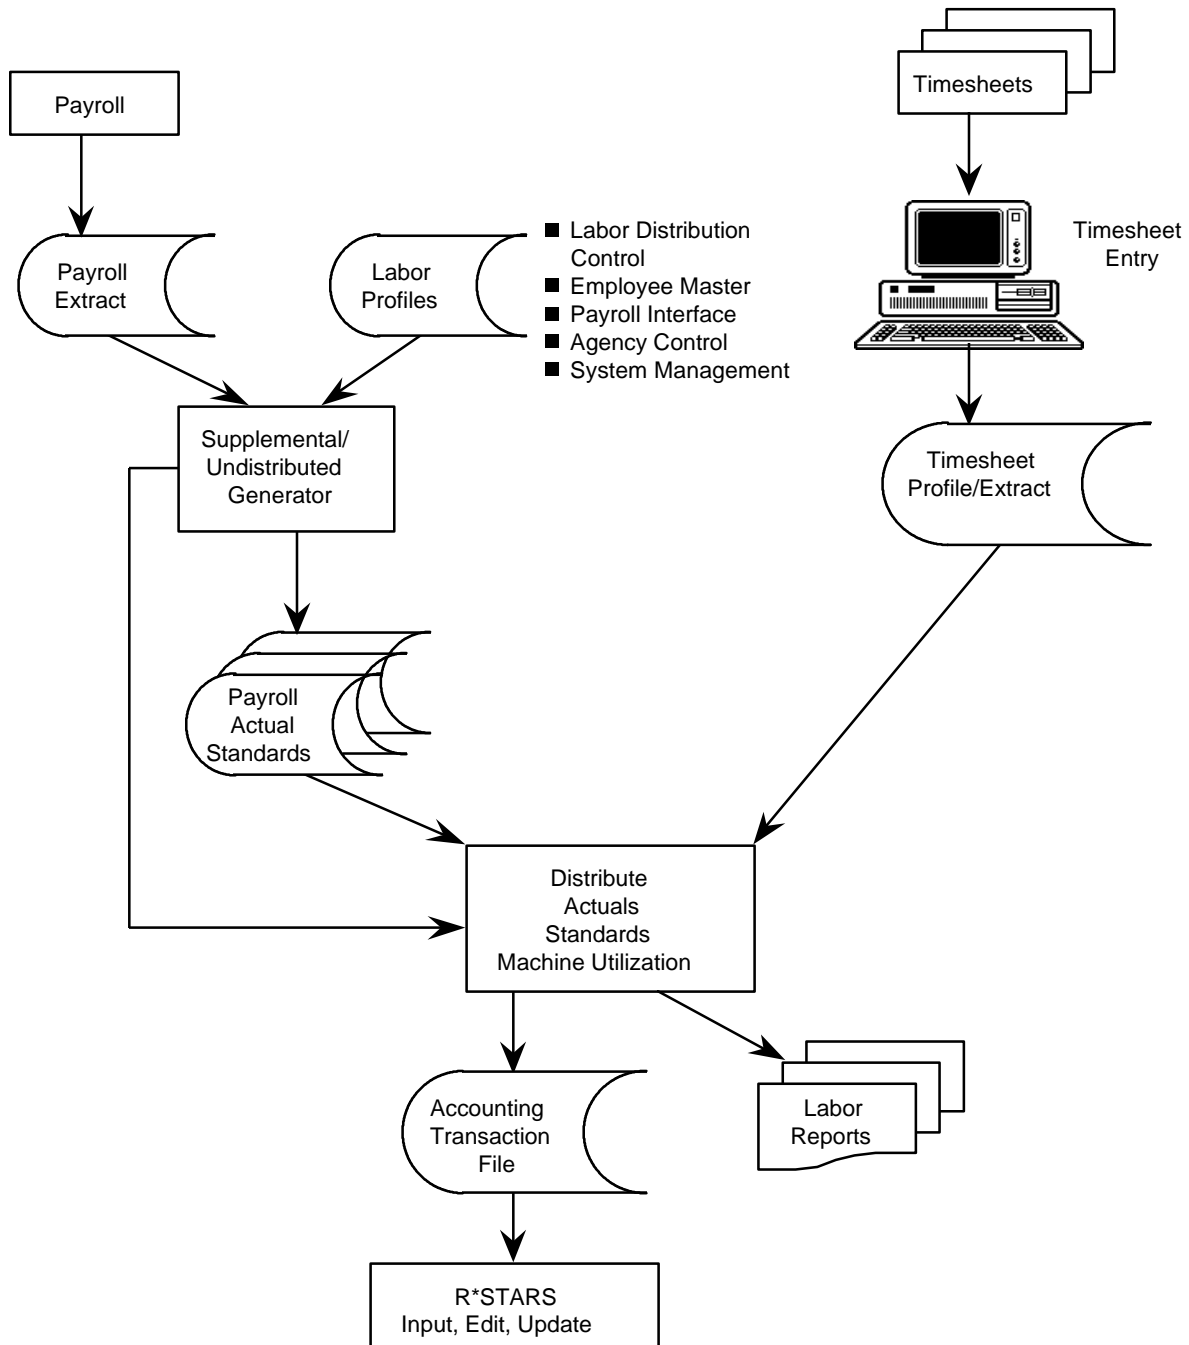 Payroll
Timesheets
Payroll
Extract
Labor
Profiles
■ Labor Distribution
Control
■ Employee Master
■ Payroll Interface
■ Agency Control
■ System Management
Timesheet
Entry
Supplemental/
Undistributed
Generator
Timesheet
Profile/Extract
Payroll
Actual
Standards
Distribute
Actuals
Standards
Machine Utilization
Accounting
Transaction
File
Labor
Reports
R*STARS
Input, Edit, Update